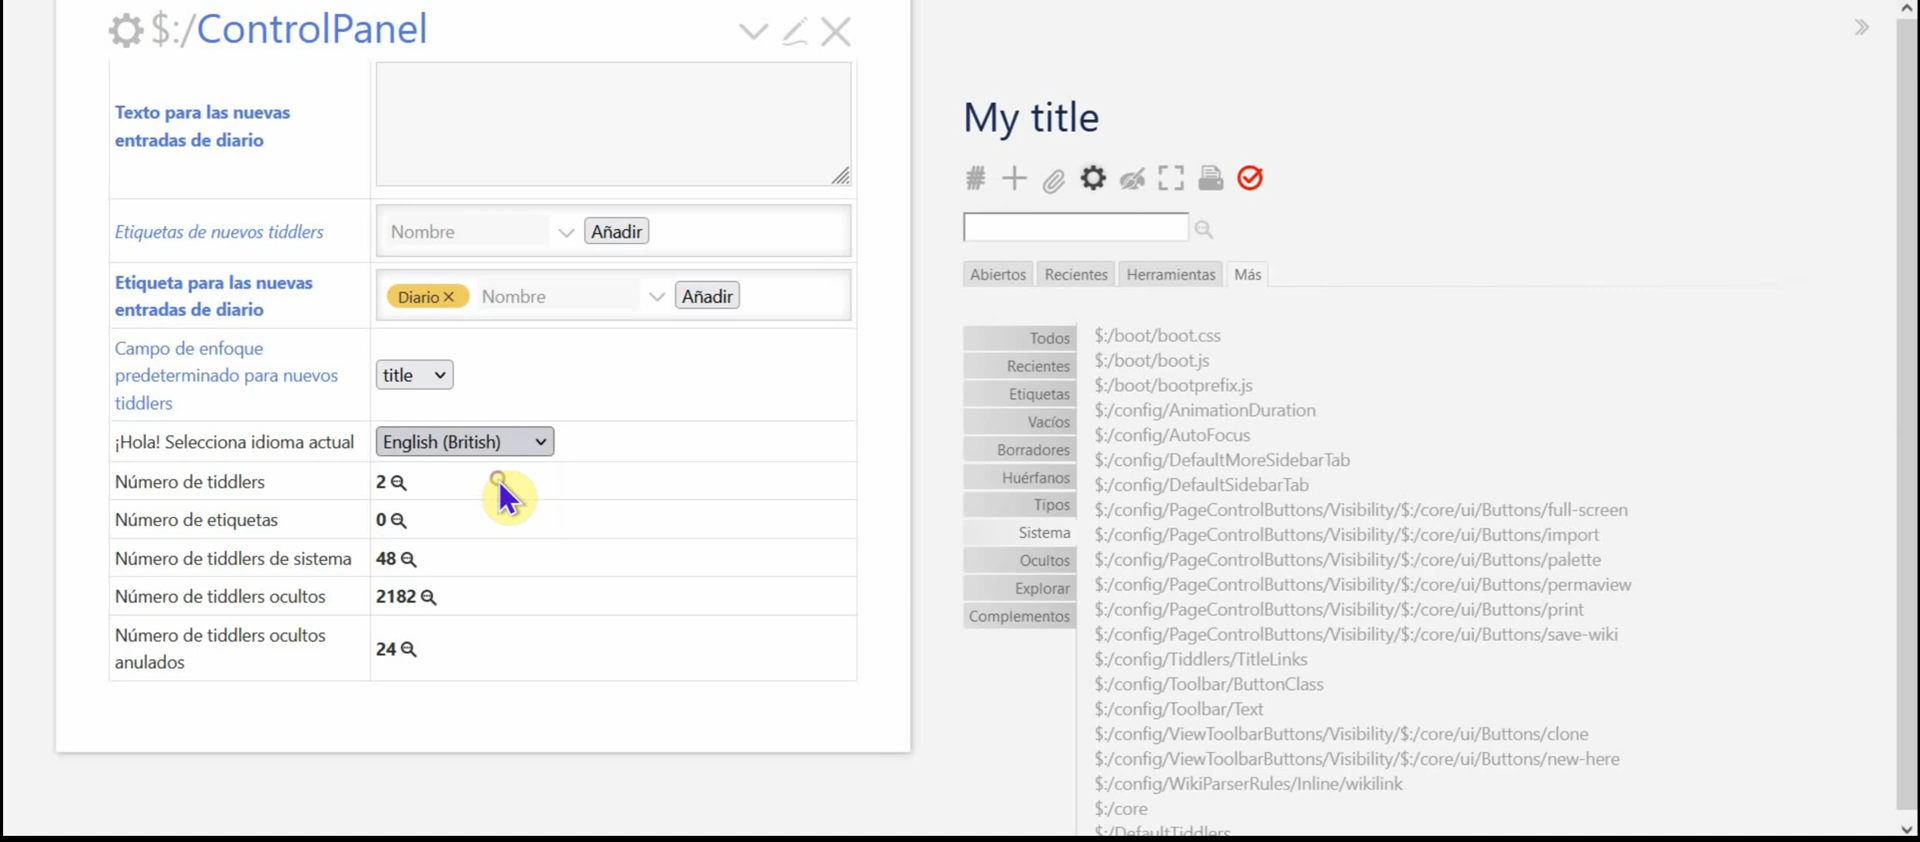 $:/ControlPanel
Texto para las nuevas
entradas de diario
Etiquetas de nuevos tiddlers
Nombre
Añadir
Etiqueta para las nuevas
entradas de diario
Diario
Nombre
Añadir
Campo de enfoque
predeterminado para nuevos
tiddlers
title
¡Hola! Selecciona idioma actual
English (British)
Número de tiddlers
2
Número de etiquetas
0
Número de tiddlers de sistema
48
Número de tiddlers ocultos
2182
Número de tiddlers ocultos
anulados
24
My title
Abiertos
Recientes
Herramientas
Más
Todos
Recientes
Etiquetas
Vacíos
Borradores
Huérfanos
Tipos
Sistema
Ocultos
Explorar
Complementos
$:/boot/boot.css
$:/boot/boot.js
$:/boot/bootprefix.js
$:/config/AnimationDuration
$:/config/AutoFocus
$:/config/DefaultMoreSidebarTab
$:/config/DefaultSidebarTab
$:/config/PageControlButtons/Visibility/$:/core/ui/Buttons/full-screen
$:/config/PageControlButtons/Visibility/$:/core/ui/Buttons/import
$:/config/PageControlButtons/Visibility/$:/core/ui/Buttons/palette
$:/config/PageControlButtons/Visibility/$:/core/ui/Buttons/permaview
$:/config/PageControlButtons/Visibility/$:/core/ui/Buttons/print
$:/config/PageControlButtons/Visibility/$:/core/ui/Buttons/save-wiki
$:/config/Tiddlers/TitleLinks
$:/config/Toolbar/ButtonClass
$:/config/Toolbar/Text
$:/config/ViewToolbarButtons/Visibility/$:/core/ui/Buttons/clone
$:/config/ViewToolbarButtons/Visibility/$:/core/ui/Buttons/new-here
$:/config/WikiParserRules/Inline/wikilink
$:/core
$:/DefaultTiddlers